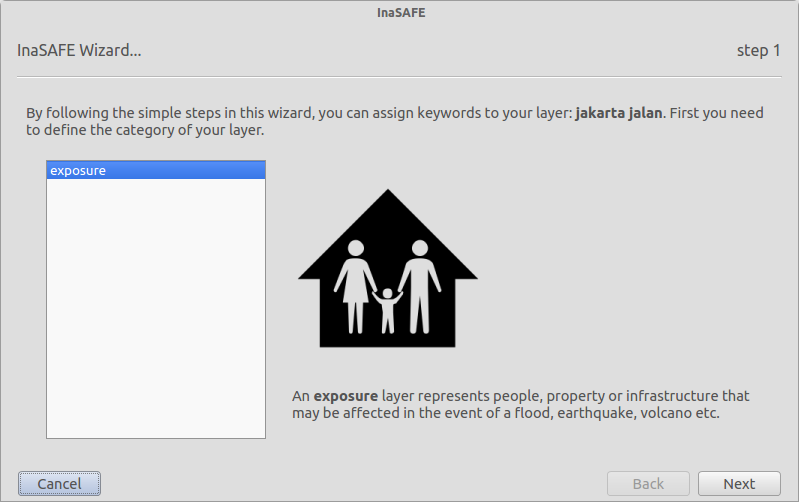 InaSAFE
InaSAFE Wizard...
step 1
By following the simple steps in this wizard, you can assign keywords to your layer: jakarta jalan. First you need
to define the category of your layer.
exposure
An exposure layer represents people, property or infrastructure that
may be affected in the event of a flood, earthquake, volcano etc.
Cancel
Back
Next